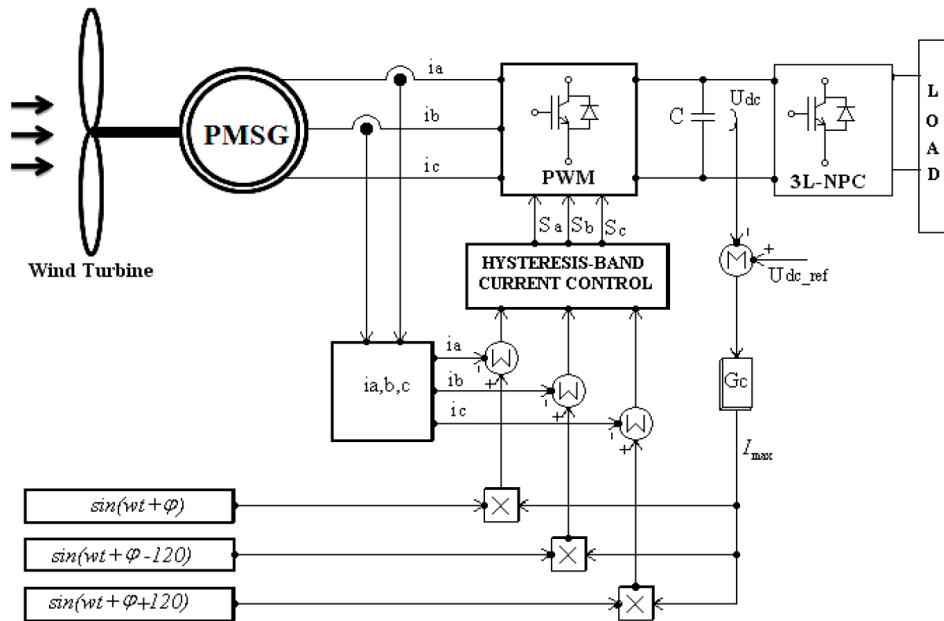 ia
ib
ic
PMSG
Wind Turbine
PWM
C
Udc
3L-NPC
LOAD
Sa
Sb
Sc
HYSTERESIS-BAND
CURRENT CONTROL
-
+
Σ
Udc_ref
ia,b,c
ia
ib
ic
Σ
-
+
Σ
-
+
Σ
-
+
Gc
Imax
sin(wt+φ)
×
sin(wt+φ-120)
×
sin(wt+φ+120)
×